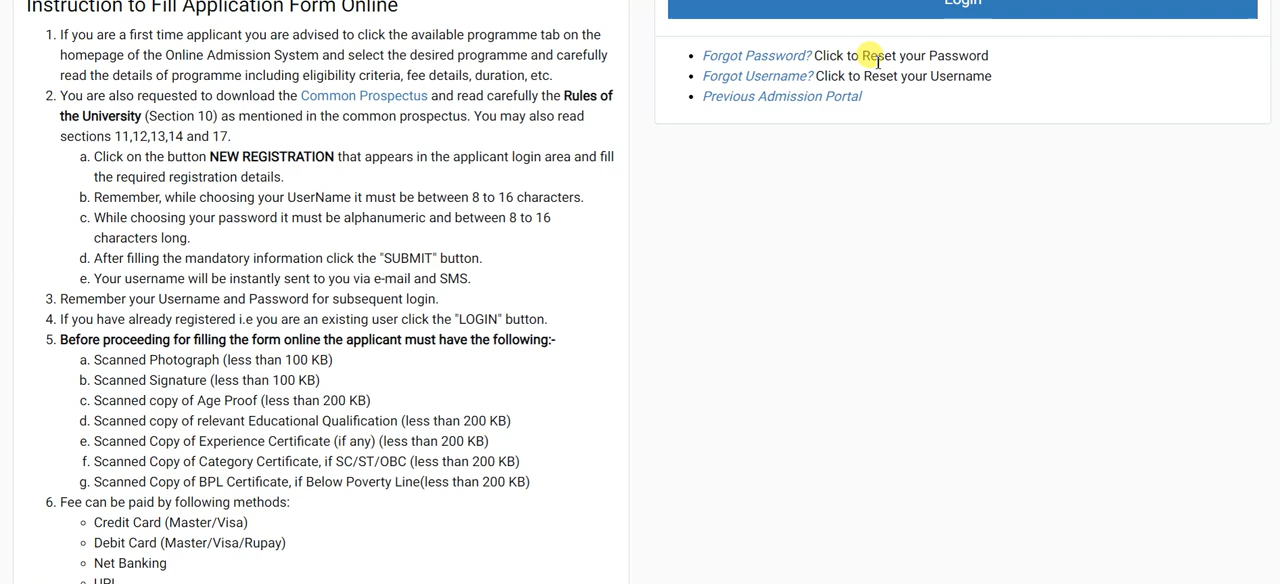 Instruction to Fill Application Form Online
1. If you are a first time applicant you are advised to click the available programme tab on the
homepage of the Online Admission System and select the desired programme and carefully
read the details of programme including eligibility criteria, fee details, duration, etc.
2. You are also requested to download the Common Prospectus and read carefully the Rules of
the University (Section 10) as mentioned in the common prospectus. You may also read
sections 11,12,13,14 and 17.
a. Click on the button NEW REGISTRATION that appears in the applicant login area and fill
the required registration details.
b. Remember, while choosing your UserName it must be between 8 to 16 characters.
c. While choosing your password it must be alphanumeric and between 8 to 16
characters long.
d. After filling the mandatory information click the "SUBMIT" button.
e. Your username will be instantly sent to you via e-mail and SMS.
3. Remember your Username and Password for subsequent login.
4. If you have already registered i.e you are an existing user click the "LOGIN" button.
5. Before proceeding for filling the form online the applicant must have the following:-
a. Scanned Photograph (less than 100 KB)
b. Scanned Signature (less than 100 KB)
c. Scanned copy of Age Proof (less than 200 KB)
d. Scanned copy of relevant Educational Qualification (less than 200 KB)
e. Scanned Copy of Experience Certificate (if any) (less than 200 KB)
f. Scanned Copy of Category Certificate, if SC/ST/OBC (less than 200 KB)
g. Scanned Copy of BPL Certificate, if Below Poverty Line(less than 200 KB)
6. Fee can be paid by following methods:
Credit Card (Master/Visa)
Debit Card (Master/Visa/Rupay)
Net Banking
UPI
Login
Forgot Password? Click to Reset your Password
Forgot Username? Click to Reset your Username
Previous Admission Portal